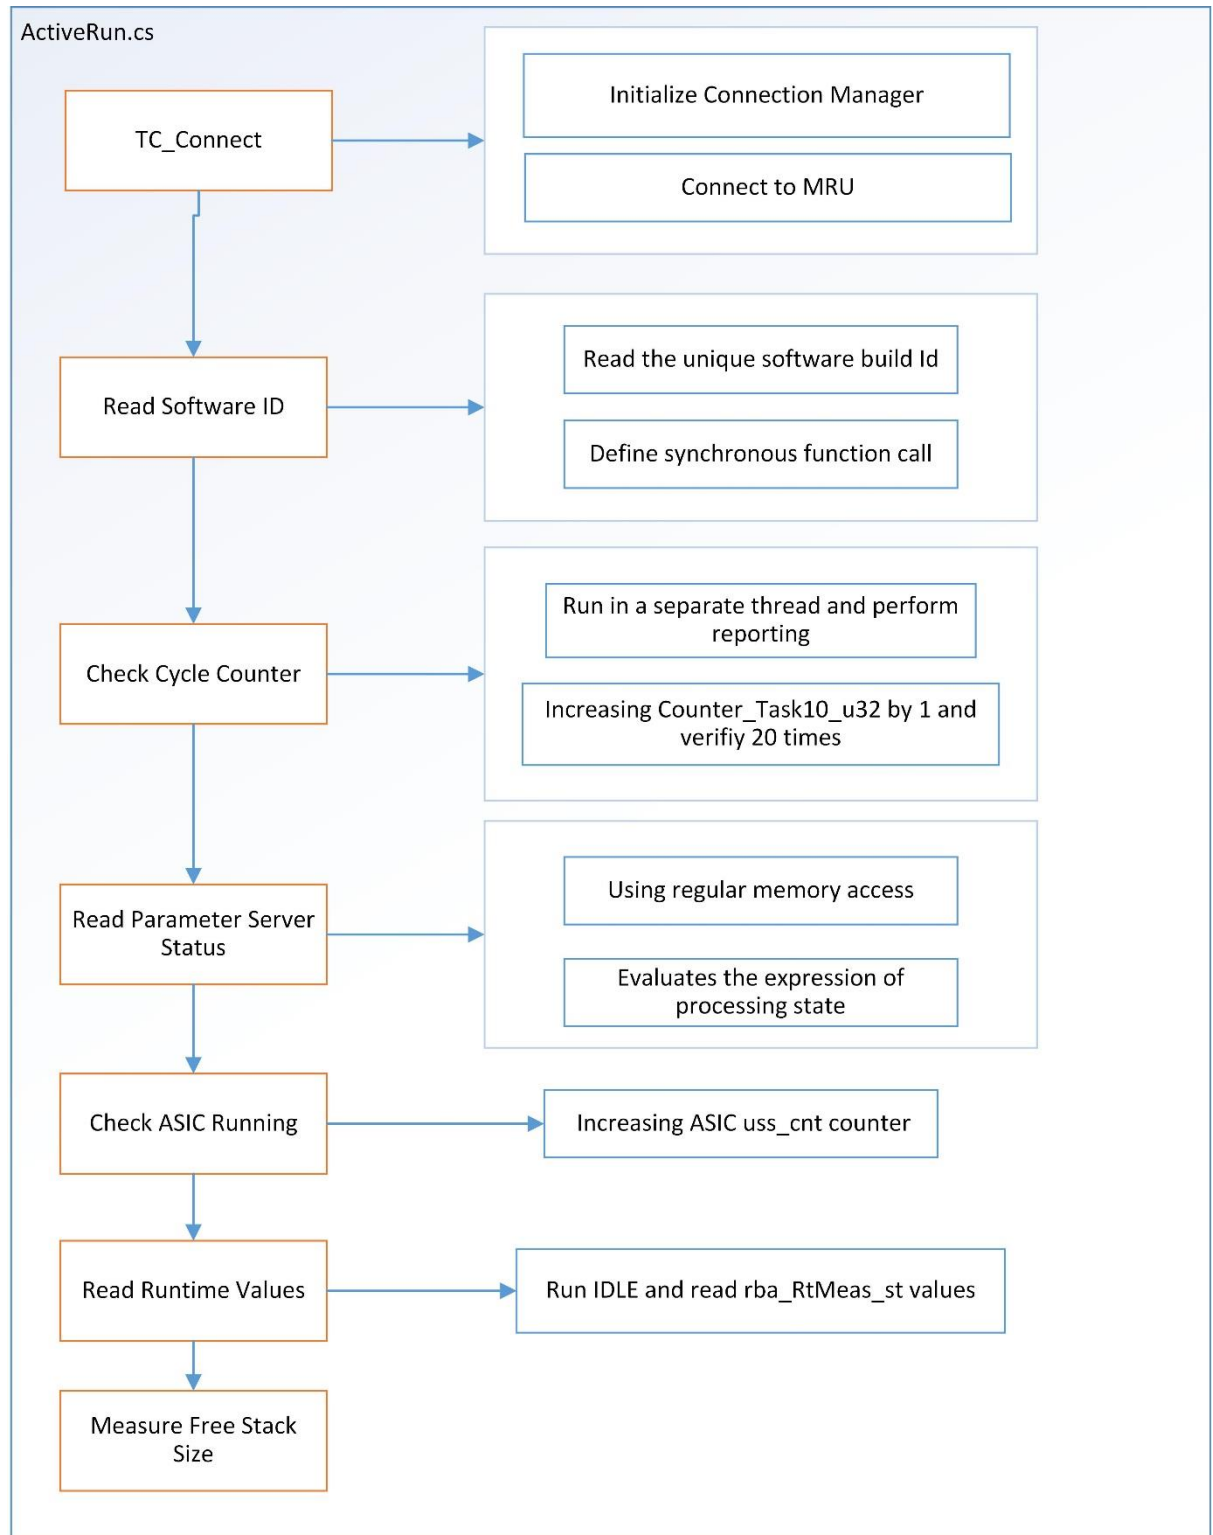 ActiveRun.cs
TC_Connect
Initialize Connection Manager
Connect to MRU
Read Software ID
Read the unique software build Id
Define synchronous function call
Check Cycle Counter
Run in a separate thread and perform
reporting
Increasing Counter_Task10_u32 by 1 and
verifiy 20 times
Read Parameter Server
Status
Using regular memory access
Evaluates the expression of
processing state
Check ASIC Running
Increasing ASIC uss_cnt counter
Read Runtime Values
Run IDLE and read rba_RtMeas_st values
Measure Free Stack
Size